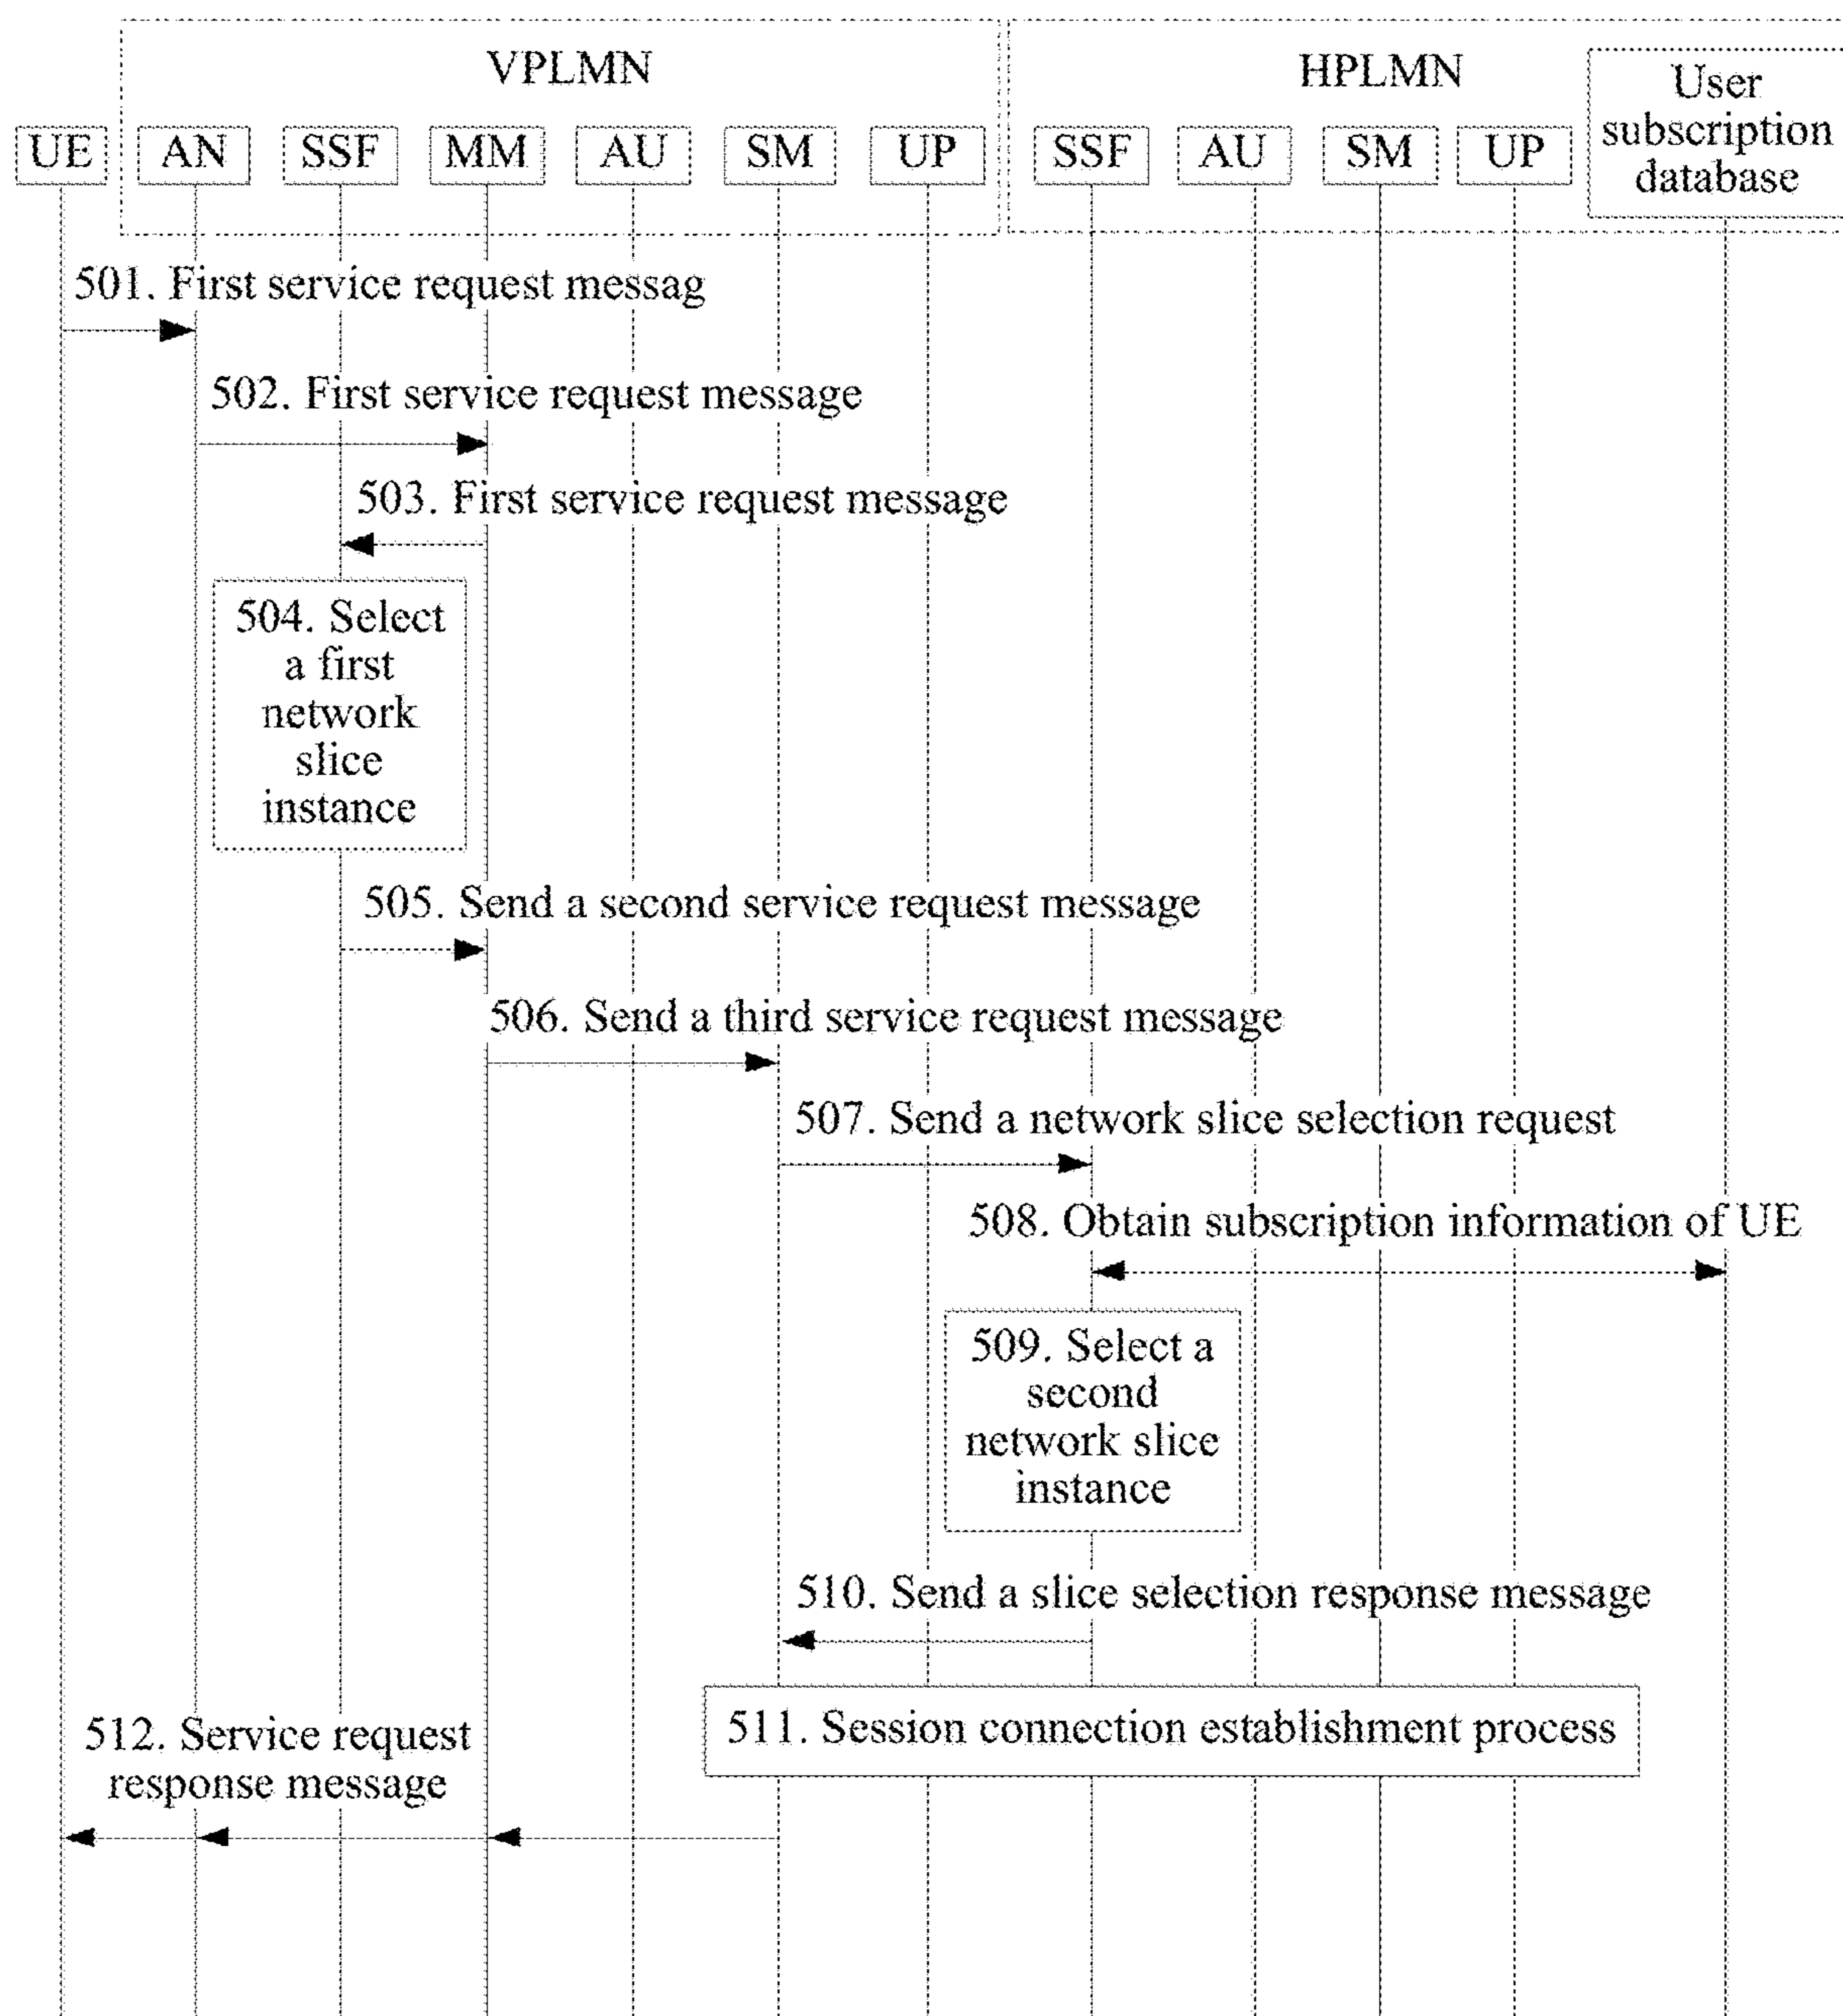 VPLMN
HPLMN
User
subscription
database
UE
AN
SSF
MM
AU
SM
UP
SSF
AU
SM
UP
501. First service request messag
502. First service request message
503. First service request message
504. Select
a first
network
slice
instance
505. Send a second service request message
506. Send a third service request message
507. Send a network slice selection request
508. Obtain subscription information of UE
509. Select a
second
network slice
instance
510. Send a slice selection response message
511. Session connection establishment process
512. Service request
response message